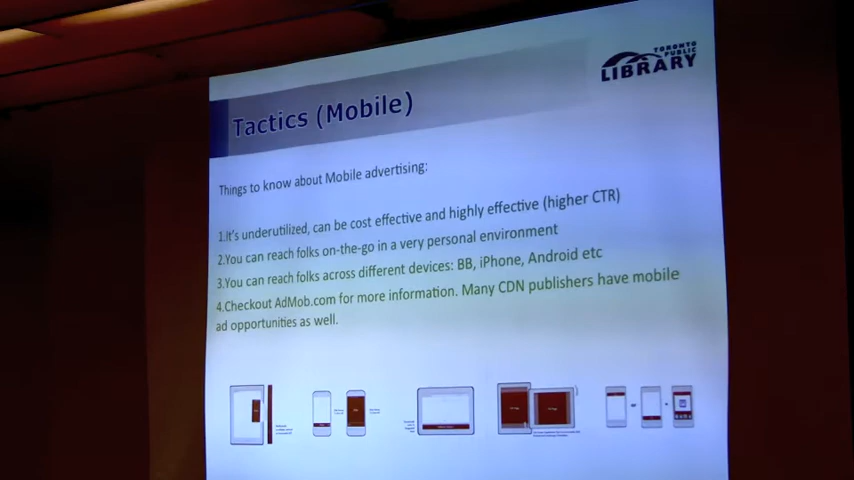 TORONTO
PUBLIC
LIBRARY
Tactics (Mobile)
Things to know about Mobile advertising:
1.It's underutilized, can be cost effective and highly effective (higher CTR)
2.You can reach folks on-the-go in a very personal environment
3.You can reach folks across different devices: BB, iPhone, Android etc
4.Checkout AdMob.com for more information. Many CDN publishers have mobile
ad opportunities as well.